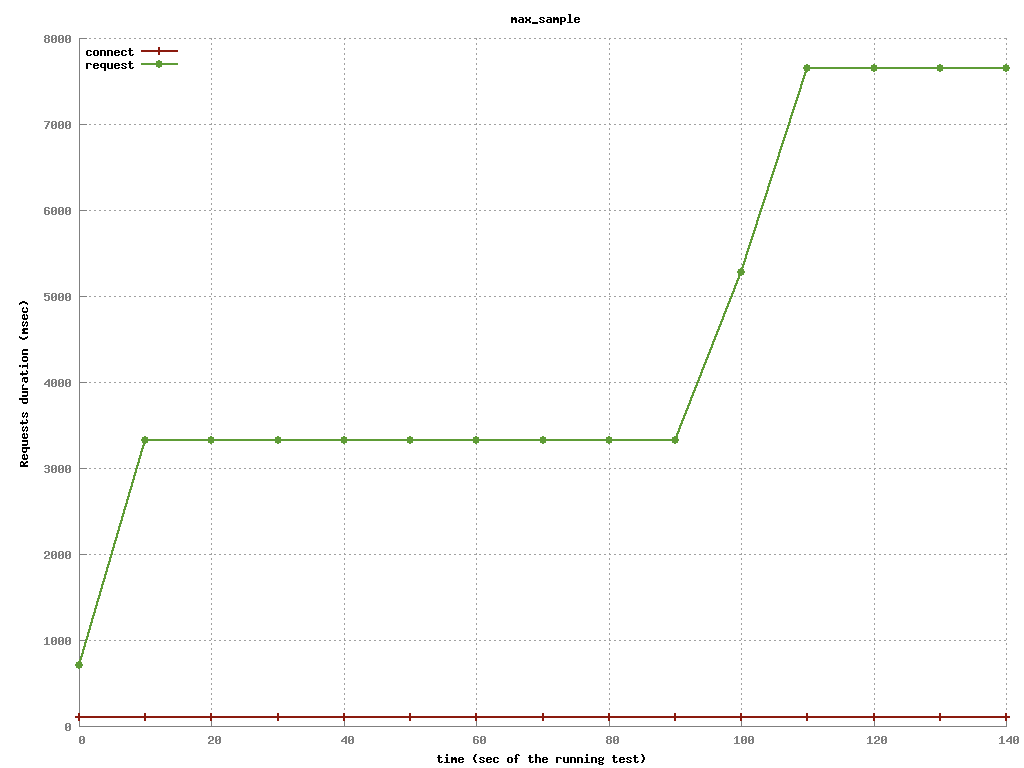 max_sample
connect
request
8000
7000
6000
5000
4000
3000
2000
1000
0
Requests duration (msec)
0 20 40 60 80 100 120 140
time (sec of the running test)